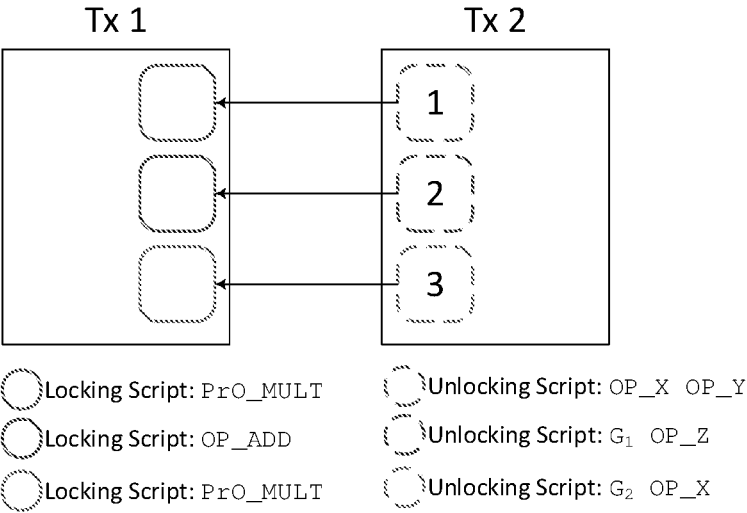 Tx 1 Tx 2
1
2
3
Locking Script: PrO_MULT Unlocking Script: OP_X OP_Y
Locking Script: OP_ADD Unlocking Script: G₁ OP_Z
Locking Script: PrO_MULT Unlocking Script: G₂ OP_X